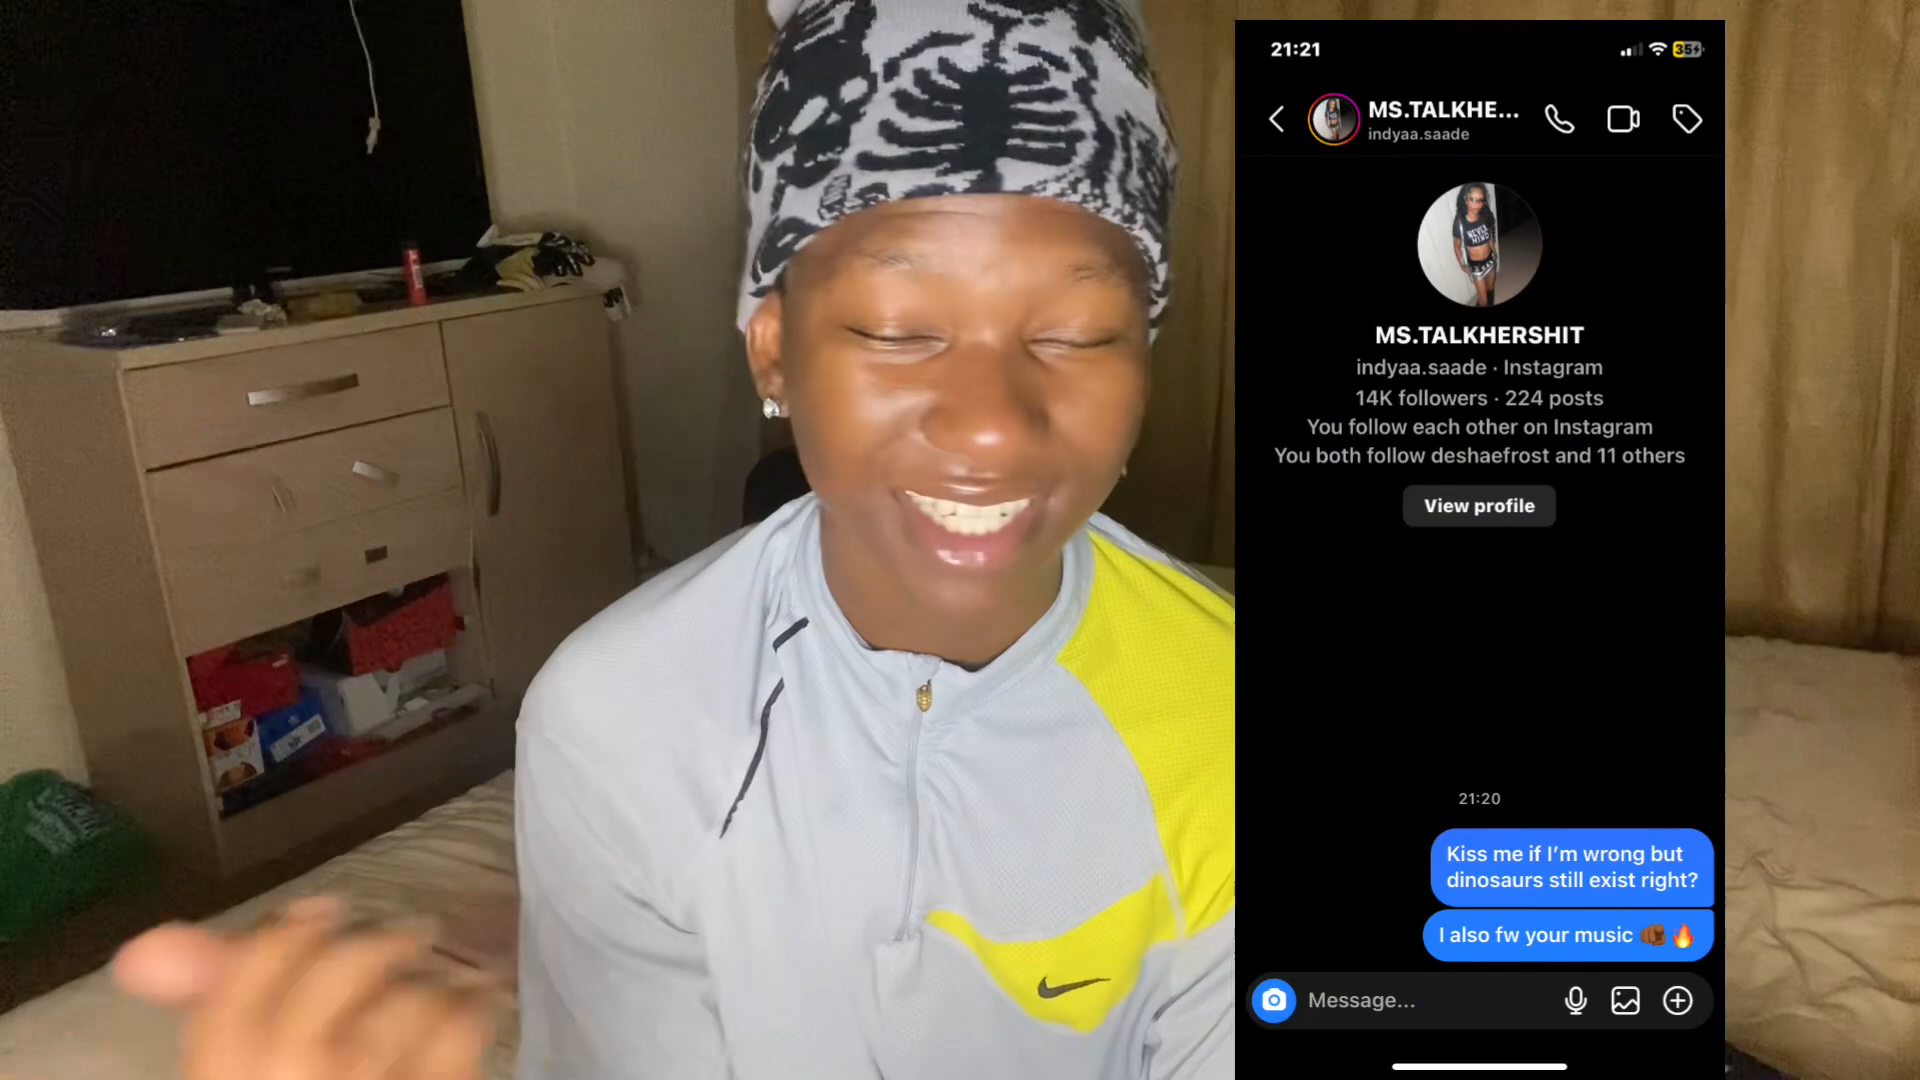 21:21
35
MS.TALKHE...
indyaa.saade
NEVER
MIND
MS.TALKHERSHIT
indyaa.saade · Instagram
14K followers · 224 posts
You follow each other on Instagram
You both follow deshaefrost and 11 others
View profile
21:20
Kiss me if I’m wrong but
dinosaurs still exist right?
I also fw your music 🫵🏾🔥
Message...